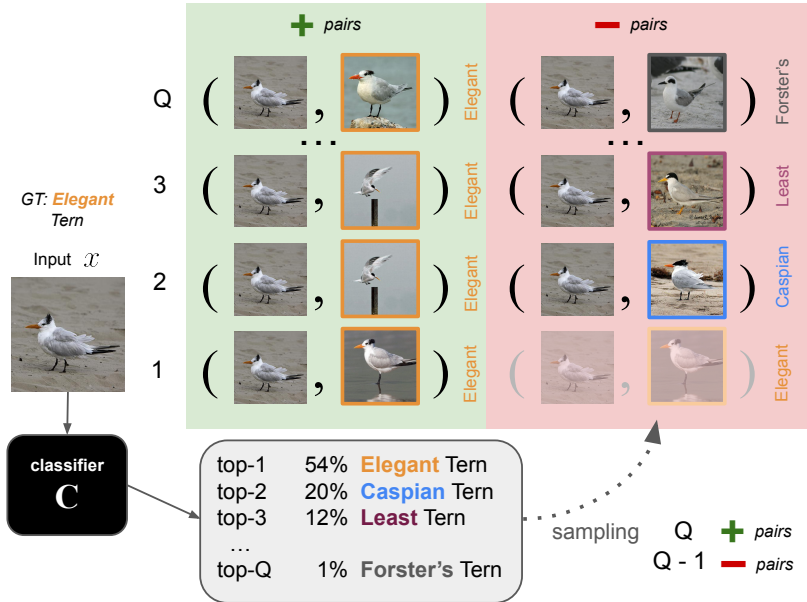 + pairs
− pairs
Q ( , ) Elegant ( , ) Forster's
... ...
3 ( , ) Elegant ( , ) Least
2 ( , ) Elegant ( , ) Caspian
1 ( , ) Elegant ( , ) Elegant
GT: Elegant
Tern
Input x
classifier
C
top-1 54% Elegant Tern
top-2 20% Caspian Tern
top-3 12% Least Tern
...
top-Q 1% Forster's Tern
sampling
Q + pairs
Q - 1 − pairs